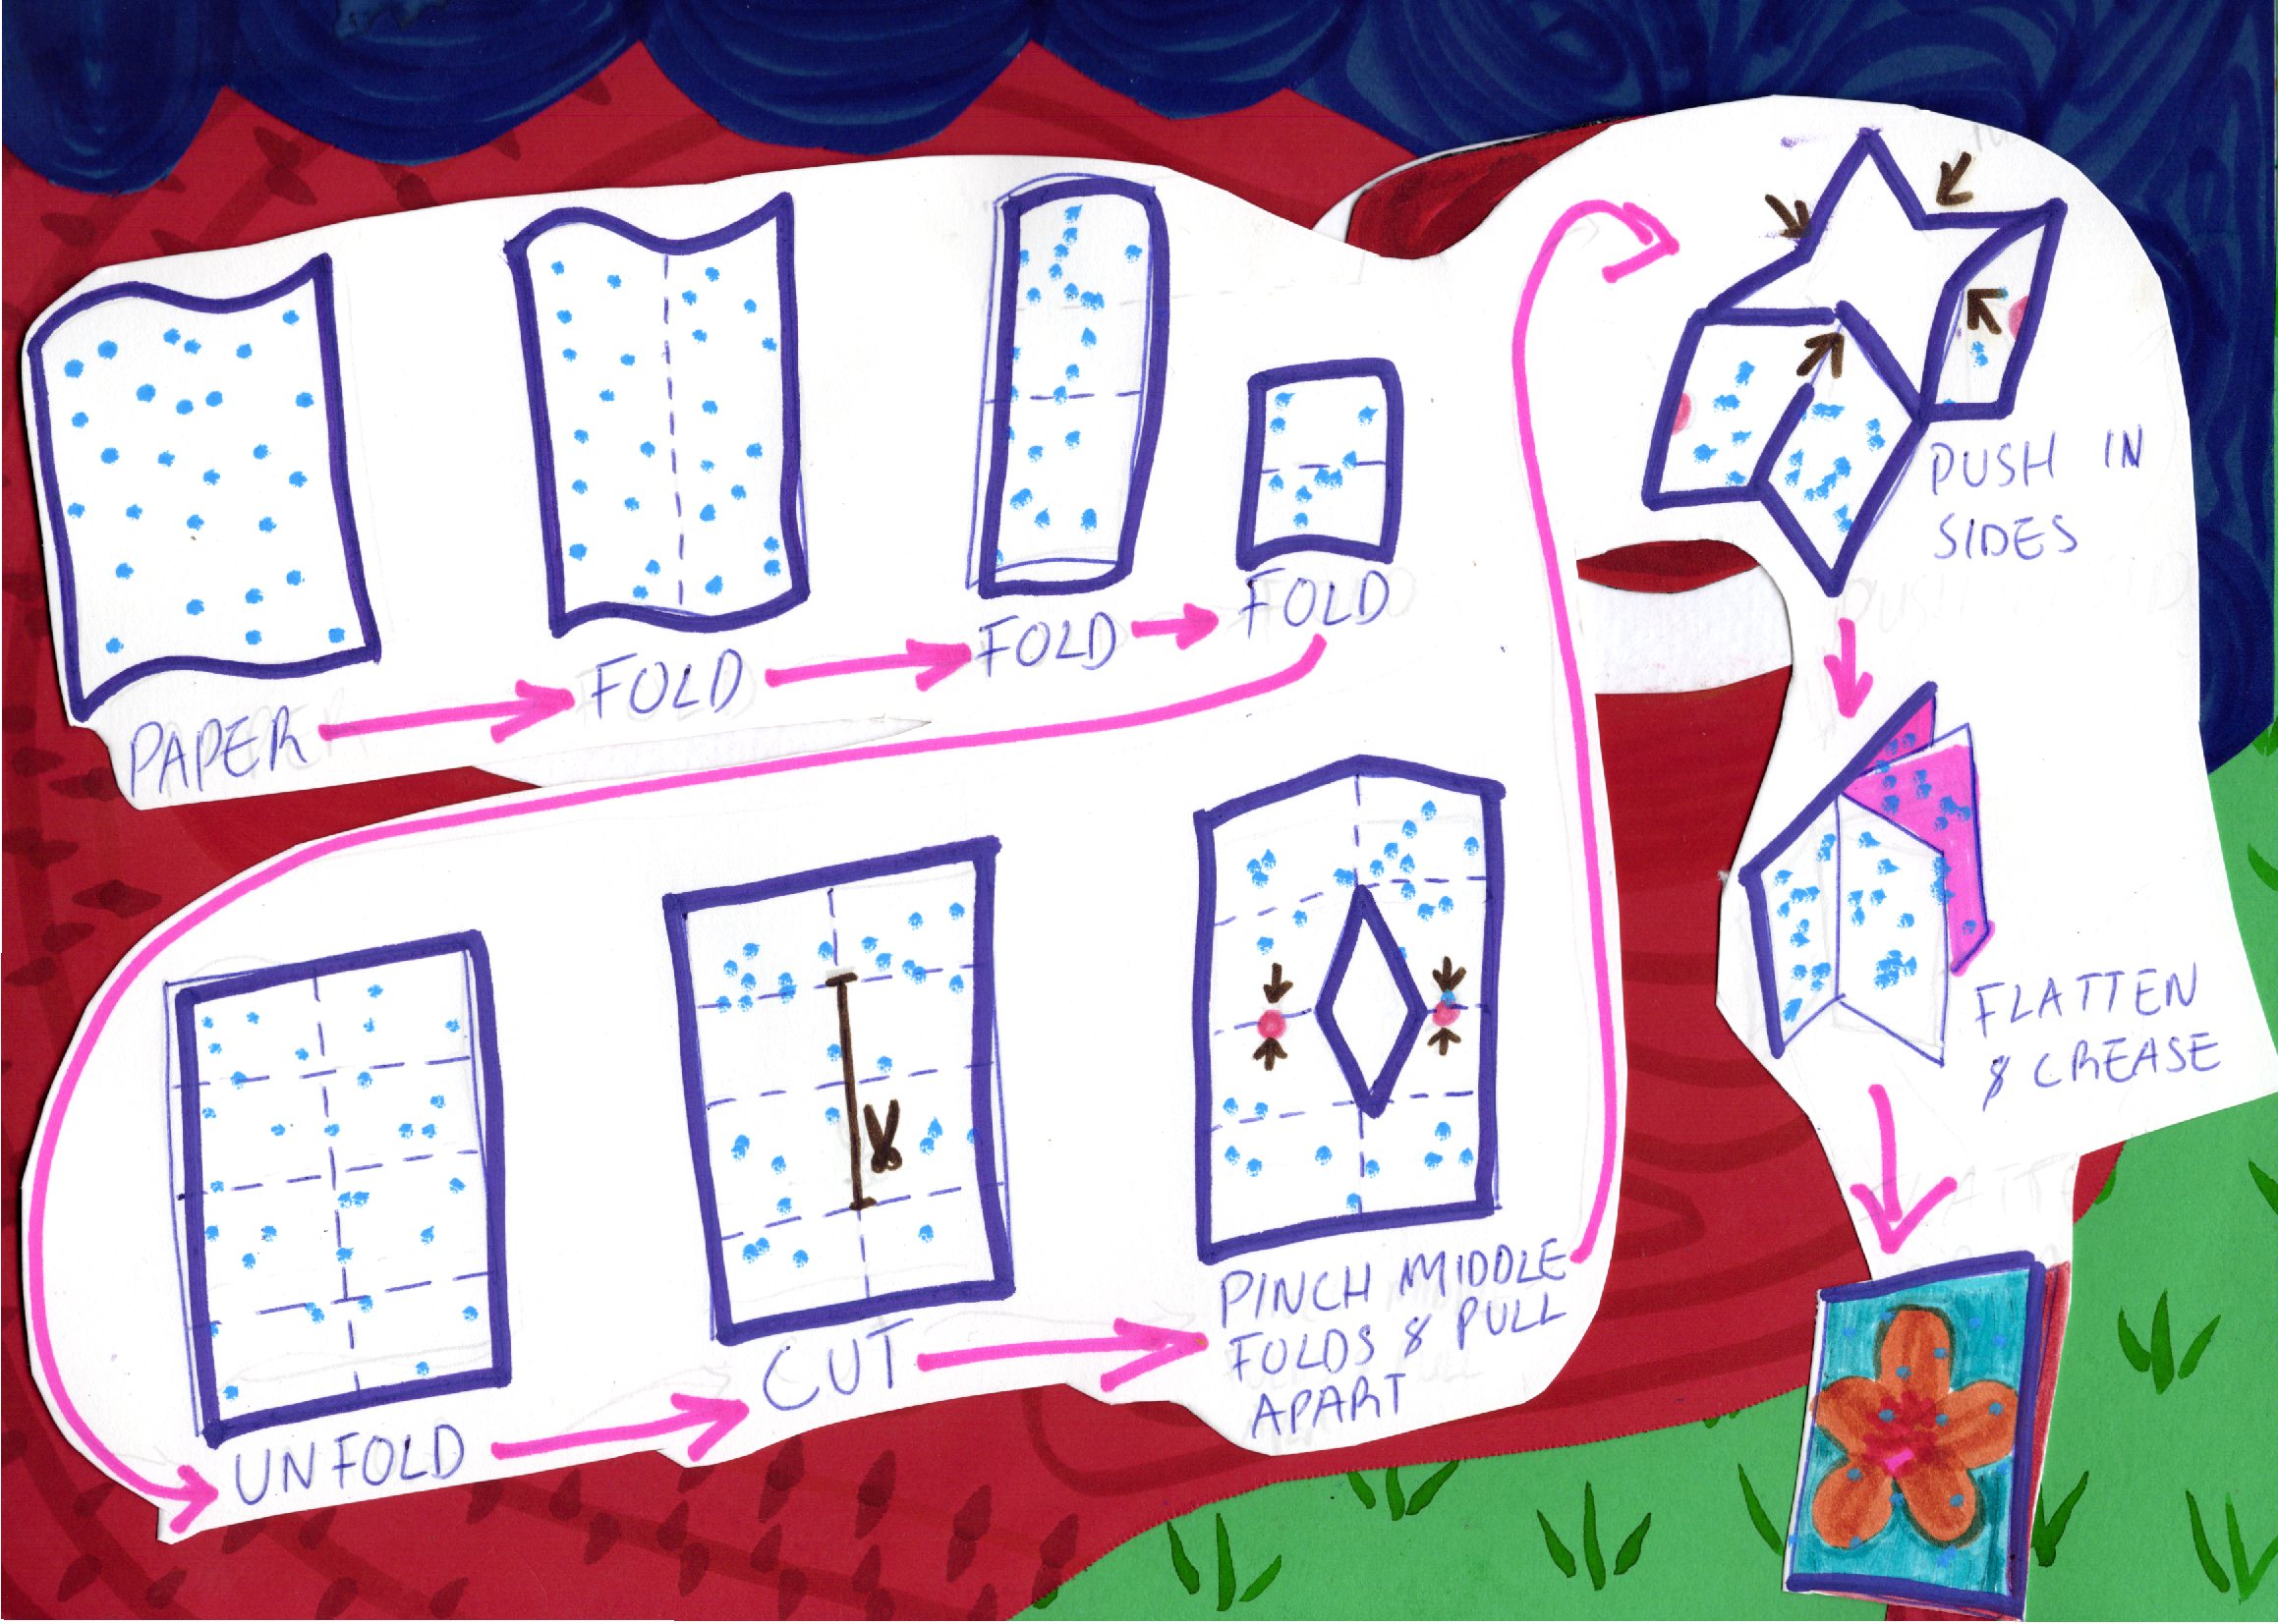 PAPER
FOLD
FOLD
FOLD
UNFOLD
CUT
PINCH MIDDLE
FOLDS & PULL
APART
PUSH IN
SIDES
FLATTEN
& CREASE